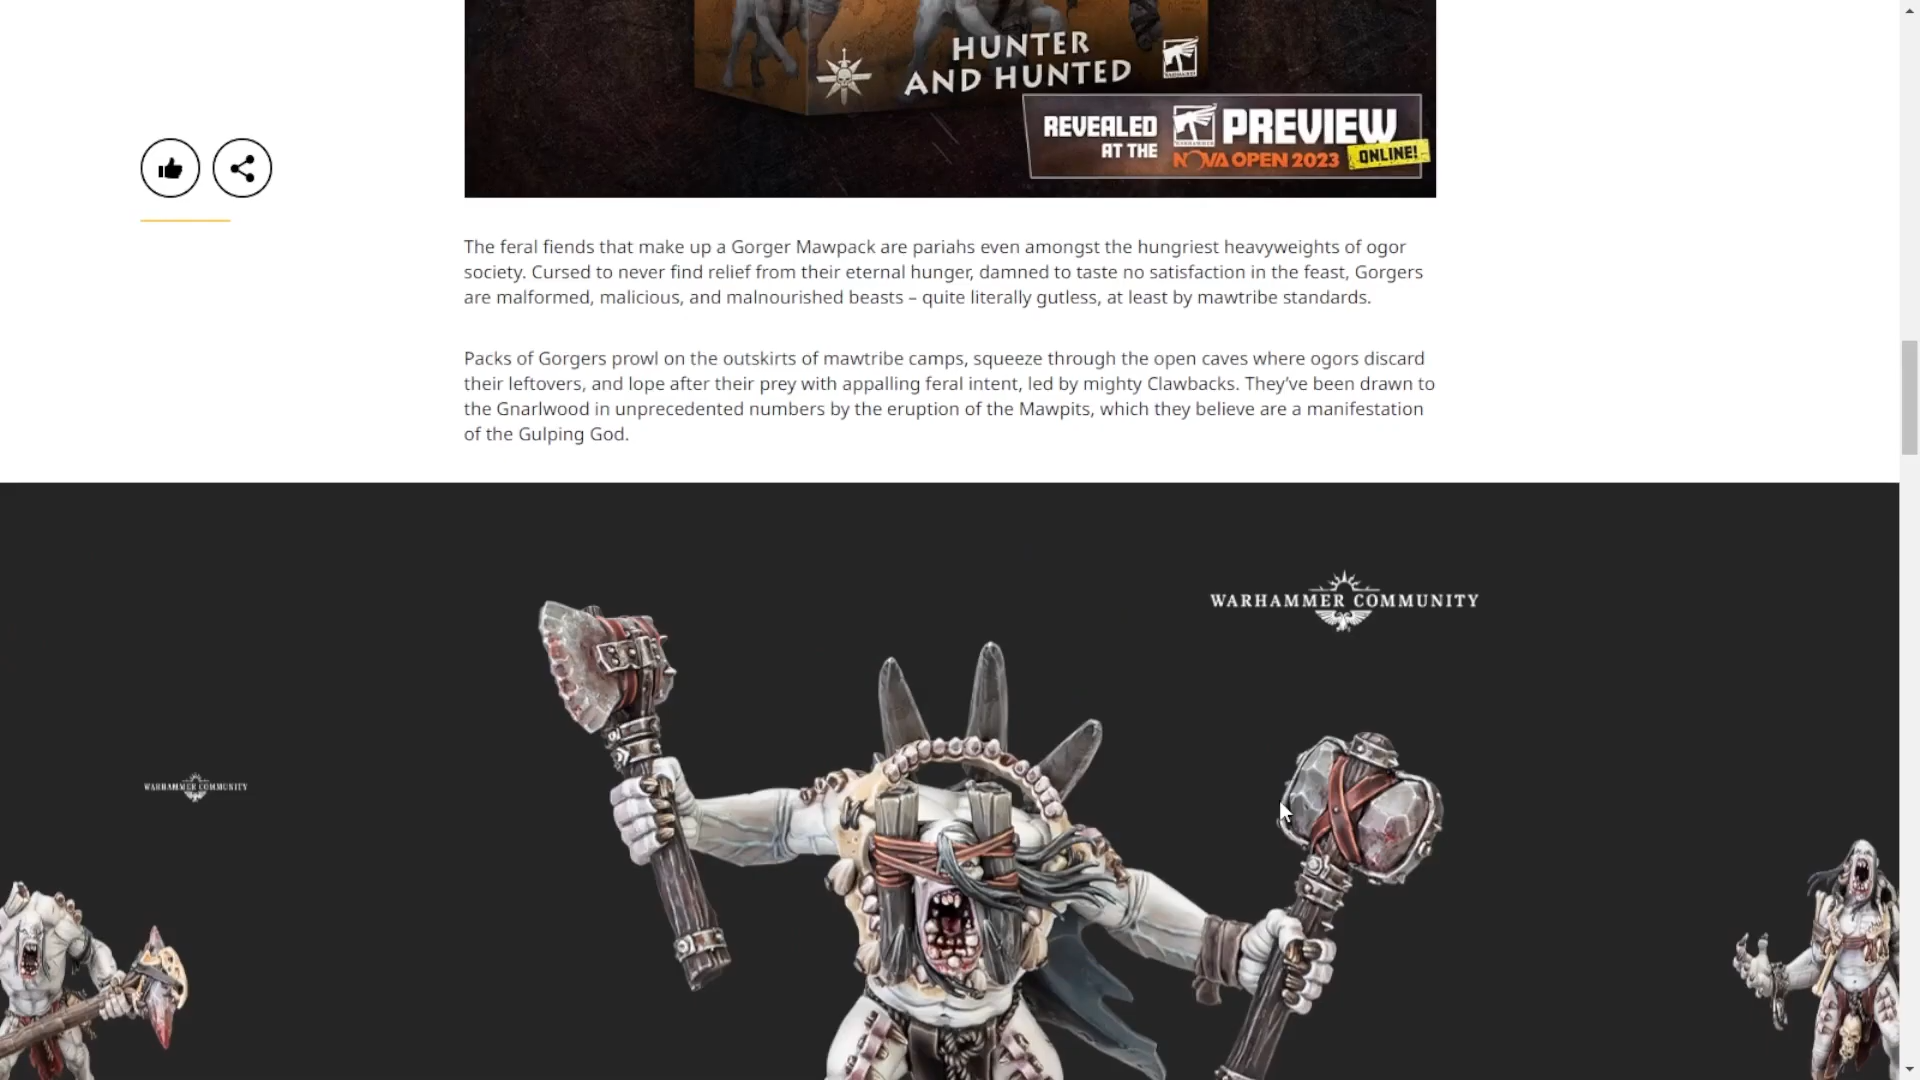 HUNTER
AND HUNTED
WARHAMMER
REVEALED
AT THE
WARHAMMER
PREVIEW
NOVA OPEN 2023
ONLINE!
The feral fiends that make up a Gorger Mawpack are pariahs even amongst the hungriest heavyweights of ogor
society. Cursed to never find relief from their eternal hunger, damned to taste no satisfaction in the feast, Gorgers
are malformed, malicious, and malnourished beasts – quite literally gutless, at least by mawtribe standards.
Packs of Gorgers prowl on the outskirts of mawtribe camps, squeeze through the open caves where ogors discard
their leftovers, and lope after their prey with appalling feral intent, led by mighty Clawbacks. They’ve been drawn to
the Gnarlwood in unprecedented numbers by the eruption of the Mawpits, which they believe are a manifestation
of the Gulping God.
WARHAMMER COMMUNITY
WARHAMMER COMMUNITY